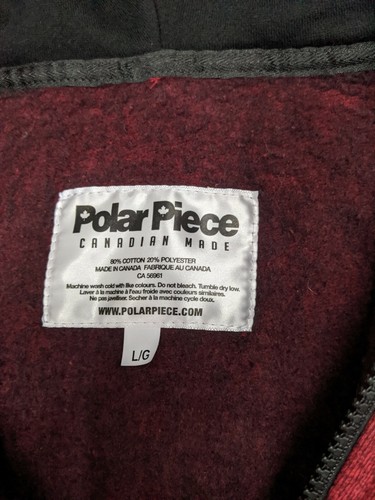 Polar Piece
CANADIAN MADE
80% COTTON 20% POLYESTER
MADE IN CANADA FABRIQUE AU CANADA
CA 56961
Machine wash cold with like colours. Do not bleach. Tumble dry low.
Laver à la machine à l'eau froide avec couleurs similaires.
Ne pas javelliser. Secher à la machine cycle doux.
WWW.POLARPIECE.COM
L/G